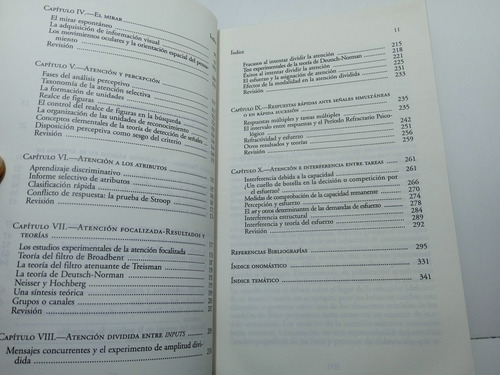 CAPÍTULO IV.—EL MIRAR
El mirar espontáneo
La adquisición de información visual
Los movimientos oculares y la orientación espacial del pensa-
miento
Revisión
CAPÍTULO V.—ATENCIÓN Y PERCEPCIÓN
Fases del análisis perceptivo
Taxonomía de la atención selectiva
La formación de unidades
Realce de figuras
El control del realce de figuras en la búsqueda
La organización de las unidades de reconocimiento
Conceptos elementales de la teoría de detección de señales
Disposición perceptiva como sesgo del criterio
Revisión
CAPÍTULO VI.—ATENCIÓN A LOS ATRIBUTOS
Aprendizaje discriminativo
Informe selectivo de atributos
Clasificación rápida
Conflicto de respuesta: la prueba de Stroop
Revisión
CAPÍTULO VII.—ATENCIÓN FOCALIZADA-RESULTADOS Y
TEORÍAS
Los estudios experimentales de la atención focalizada
Teoría del filtro de Broadbent
La teoría del filtro atenuante de Treisman
La teoría de Deutsch-Norman
Neisser y Hochberg
Una síntesis teórica
Grupos o canales
Revisión
CAPÍTULO VIII.—ATENCIÓN DIVIDIDA ENTRE INPUTS
Mensajes concurrentes y el experimento de amplitud divi-
dida
Índice 11
Fracasos al intentar dividir la atención 215
Test experimentales de la teoría de Deutsch-Norman 218
Éxitos al intentar dividir la atención 221
El esfuerzo y la asignación de atención 225
Efectos de la modalidad en la atención dividida 233
Revisión
CAPÍTULO IX.—RESPUESTAS RÁPIDAS ANTE SEÑALES SIMULTÁNEAS
O EN RÁPIDA SUCESIÓN 235
Respuestas múltiples y tareas múltiples 235
El intervalo entre respuestas y el Periodo Refractario Psico-
lógico 242
Refractividad y esfuerzo 251
Otros resultados y teorías 256
Revisión 259
CAPÍTULO X.—ATENCIÓN E INTERFERENCIA ENTRE TAREAS 261
Interferencia debida a la capacidad 261
¿Un cuello de botella en la decisión o competición por
el esfuerzo? 266
Medidas de comprobación de la capacidad remanente 270
Percepción y esfuerzo 274
El set y otros determinantes de las demandas de esfuerzo 278
Interferencia estructural 284
Interferencia y teoría del esfuerzo 289
Revisión 292
REFERENCIAS BIBLIOGRAFÍAS 295
ÍNDICE ONOMÁSTICO 331
ÍNDICE TEMÁTICO 341